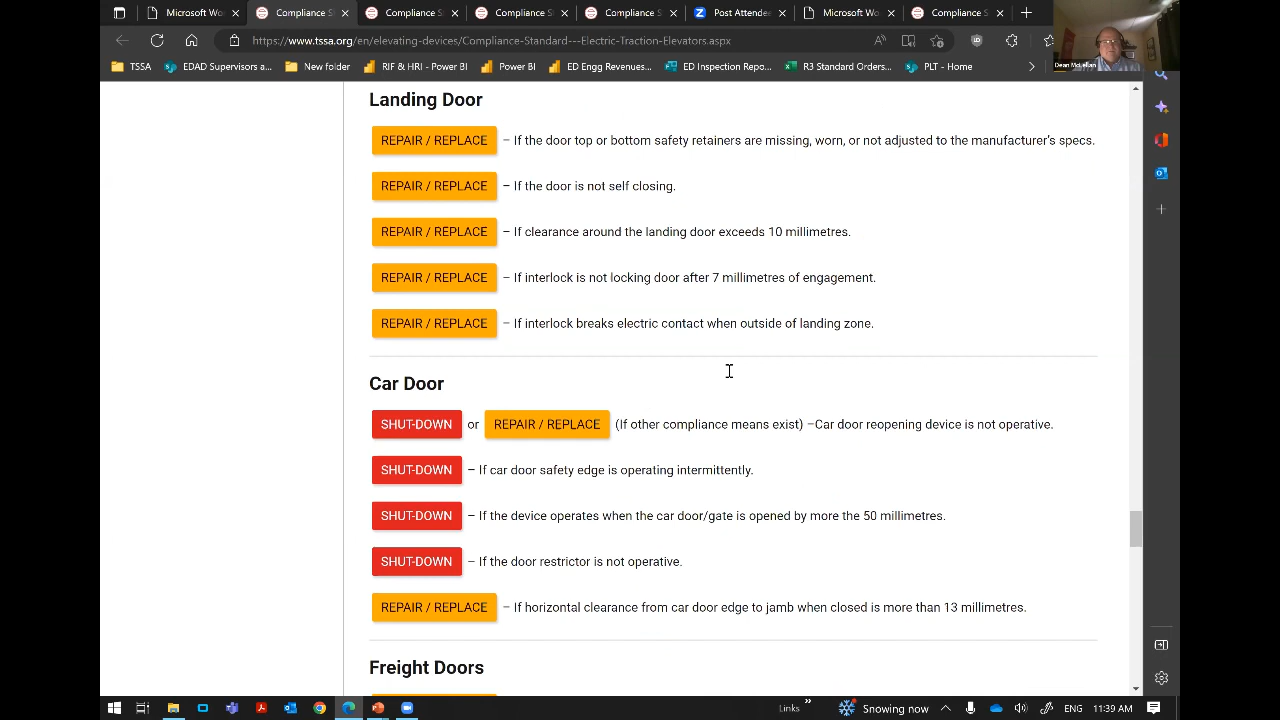 Microsoft Wo
Compliance S
Compliance S
Compliance S
Compliance S
Post Attende
Microsoft Wo
Compliance S
https://www.tssa.org/en/elevating-devices/Compliance-Standard---Electric-Traction-Elevators.aspx
Dean McLellan
TSSA
EDAD Supervisors a...
New folder
RIF & HRI - Power BI
Power BI
ED Engg Revenues...
ED Inspection Repo...
R3 Standard Orders...
PLT - Home
Landing Door
REPAIR / REPLACE – If the door top or bottom safety retainers are missing, worn, or not adjusted to the manufacturer's specs.
REPAIR / REPLACE – If the door is not self closing.
REPAIR / REPLACE – If clearance around the landing door exceeds 10 millimetres.
REPAIR / REPLACE – If interlock is not locking door after 7 millimetres of engagement.
REPAIR / REPLACE – If interlock breaks electric contact when outside of landing zone.
Car Door
SHUT-DOWN or REPAIR / REPLACE (If other compliance means exist) –Car door reopening device is not operative.
SHUT-DOWN – If car door safety edge is operating intermittently.
SHUT-DOWN – If the device operates when the car door/gate is opened by more the 50 millimetres.
SHUT-DOWN – If the door restrictor is not operative.
REPAIR / REPLACE – If horizontal clearance from car door edge to jamb when closed is more than 13 millimetres.
Freight Doors
Links
Snowing now
ENG
11:39 AM